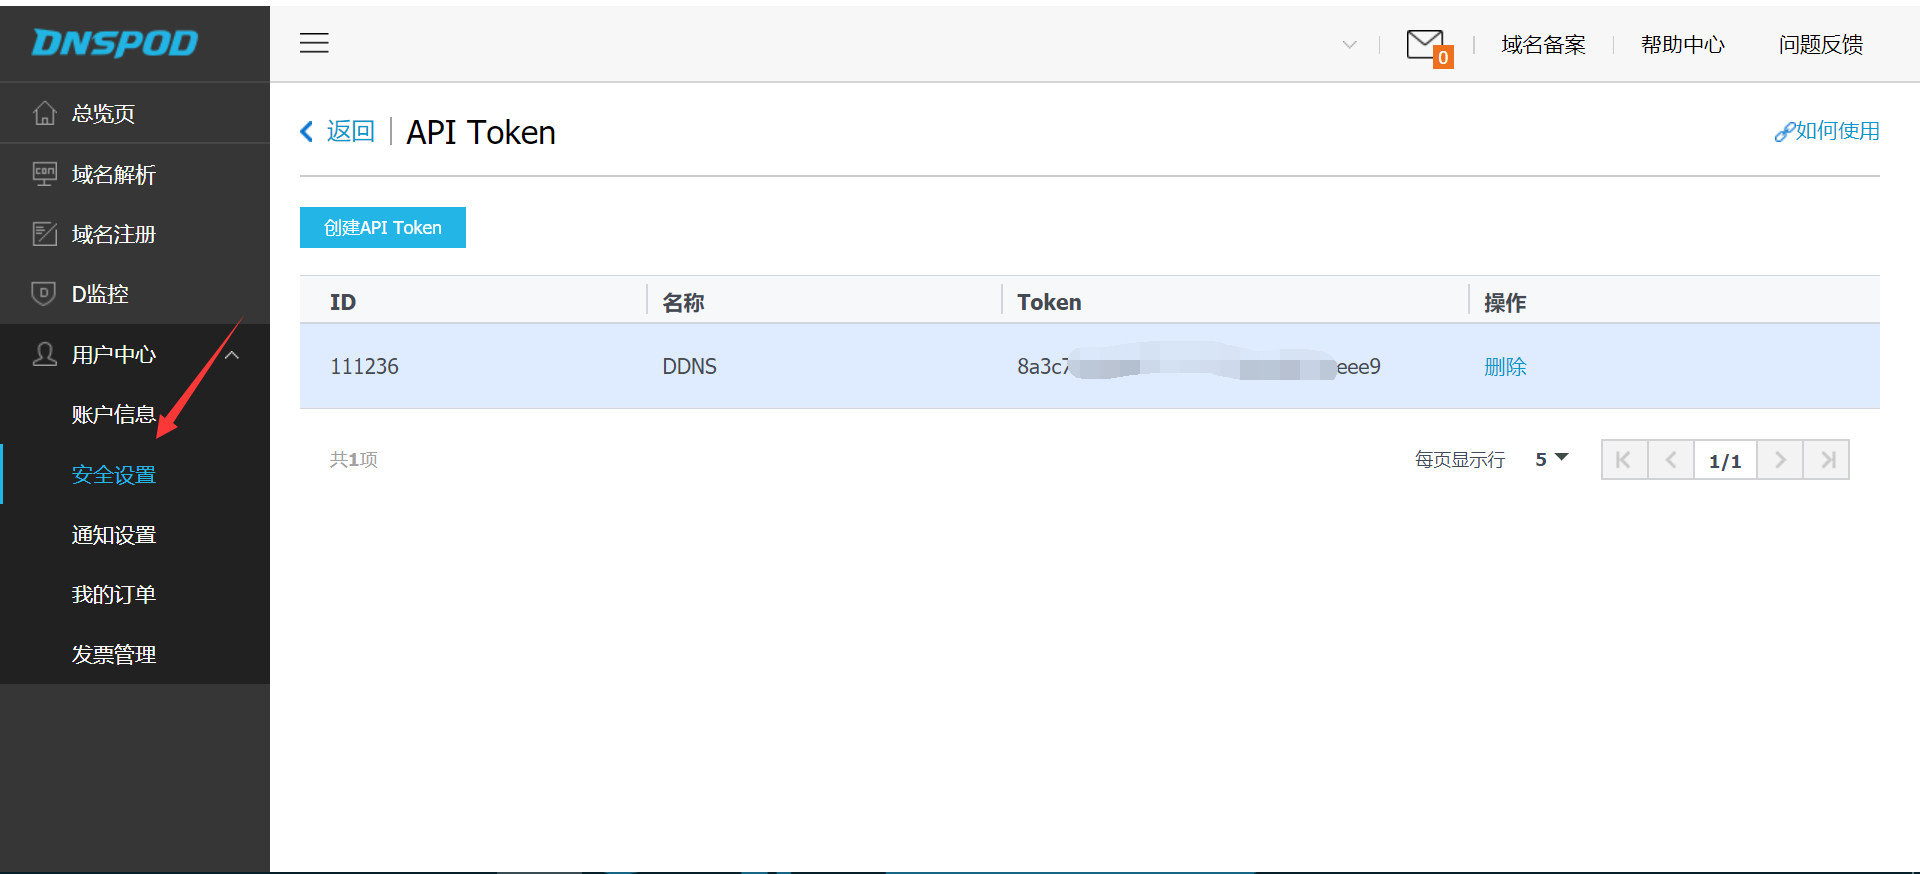 DNSPOD
0
域名备案
帮助中心
问题反馈
总览页
域名解析
域名注册
D监控
用户中心
账户信息
安全设置
通知设置
我的订单
发票管理
返回
API Token
如何使用
创建API Token
ID 名称 Token 操作
111236 DDNS 8a3c7 eee9 删除
共1项
每页显示行 5
1/1